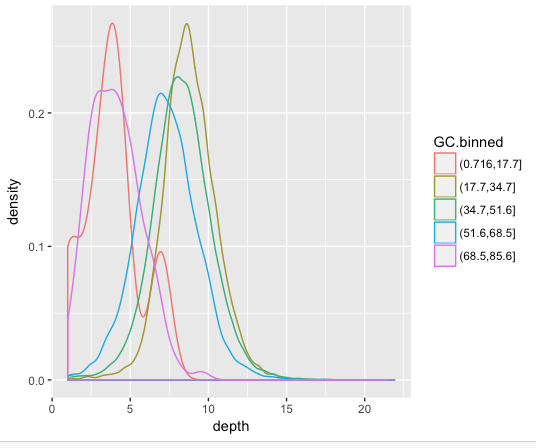 GC.binned
(0.716,17.7]
(17.7,34.7]
(34.7,51.6]
(51.6,68.5]
(68.5,85.6]
density
0.2
0.1
0.0
0 5 10 15 20
depth